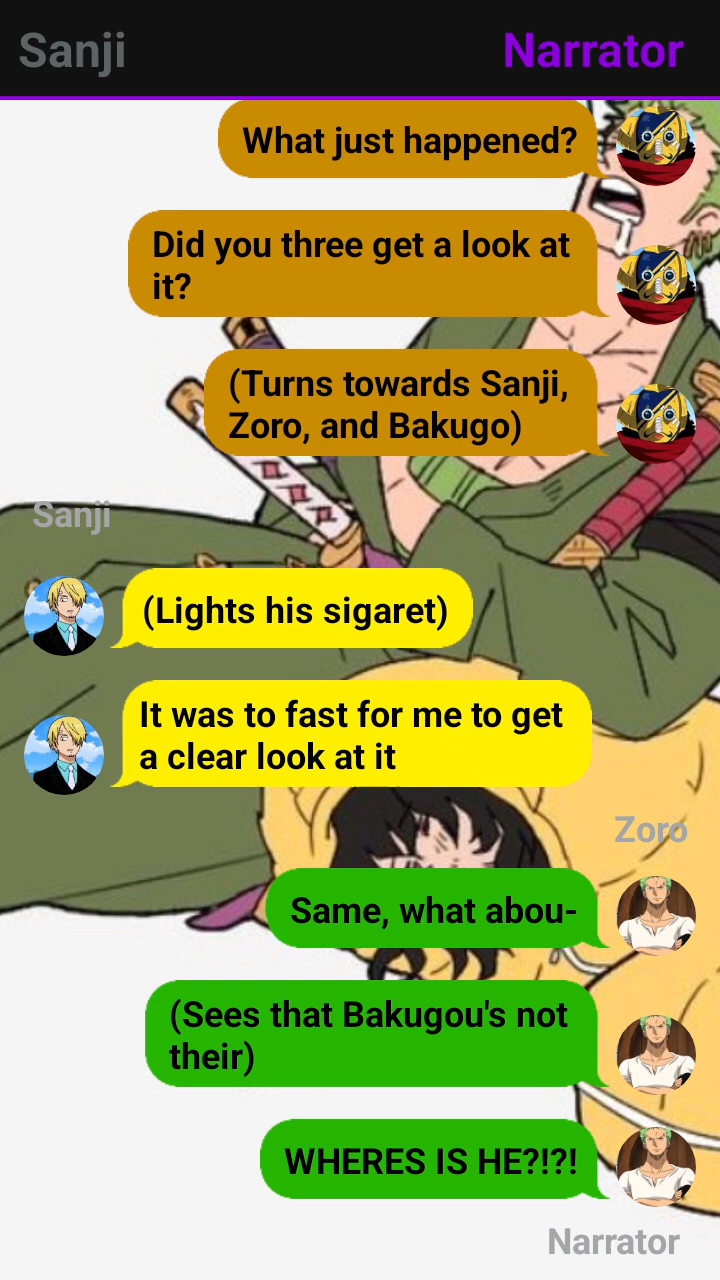 Sanji
Narrator
What just happened?
Did you three get a look at
it?
(Turns towards Sanji,
Zoro, and Bakugo)
Sanji
(Lights his sigaret)
It was to fast for me to get
a clear look at it
Zoro
Same, what abou-
(Sees that Bakugou's not
their)
WHERES IS HE?!?!
Narrator